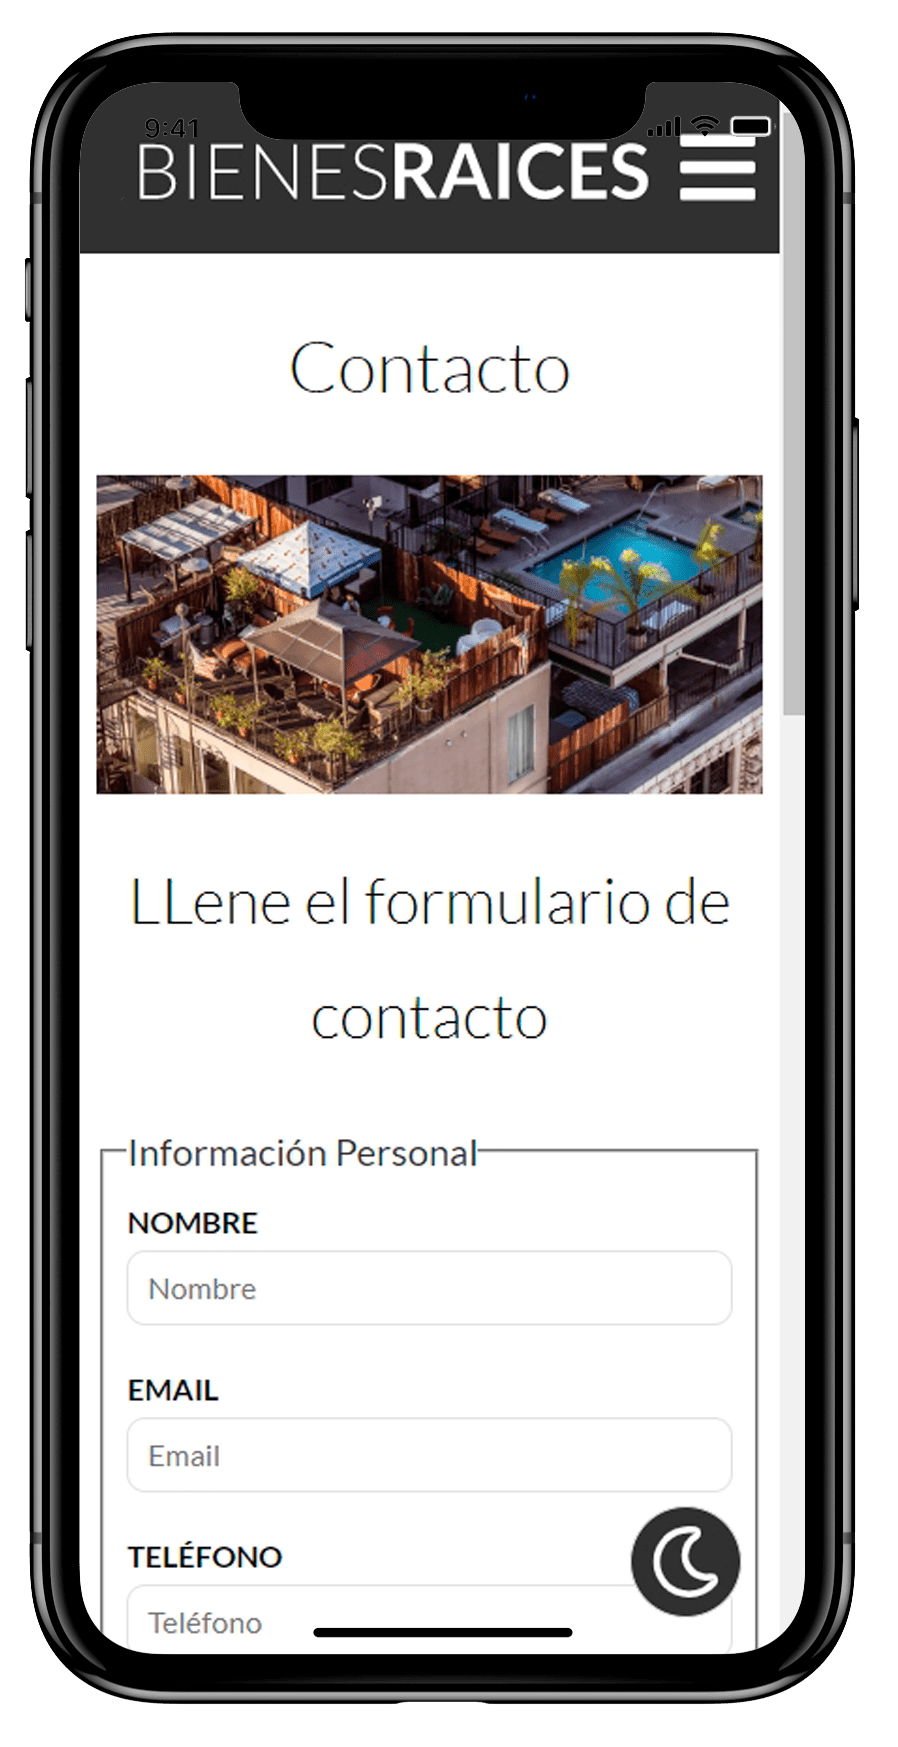 9:41
BIENESRAICES
Contacto
LLene el formulario de
contacto
Información Personal
NOMBRE
Nombre
EMAIL
Email
TELÉFONO
Teléfono